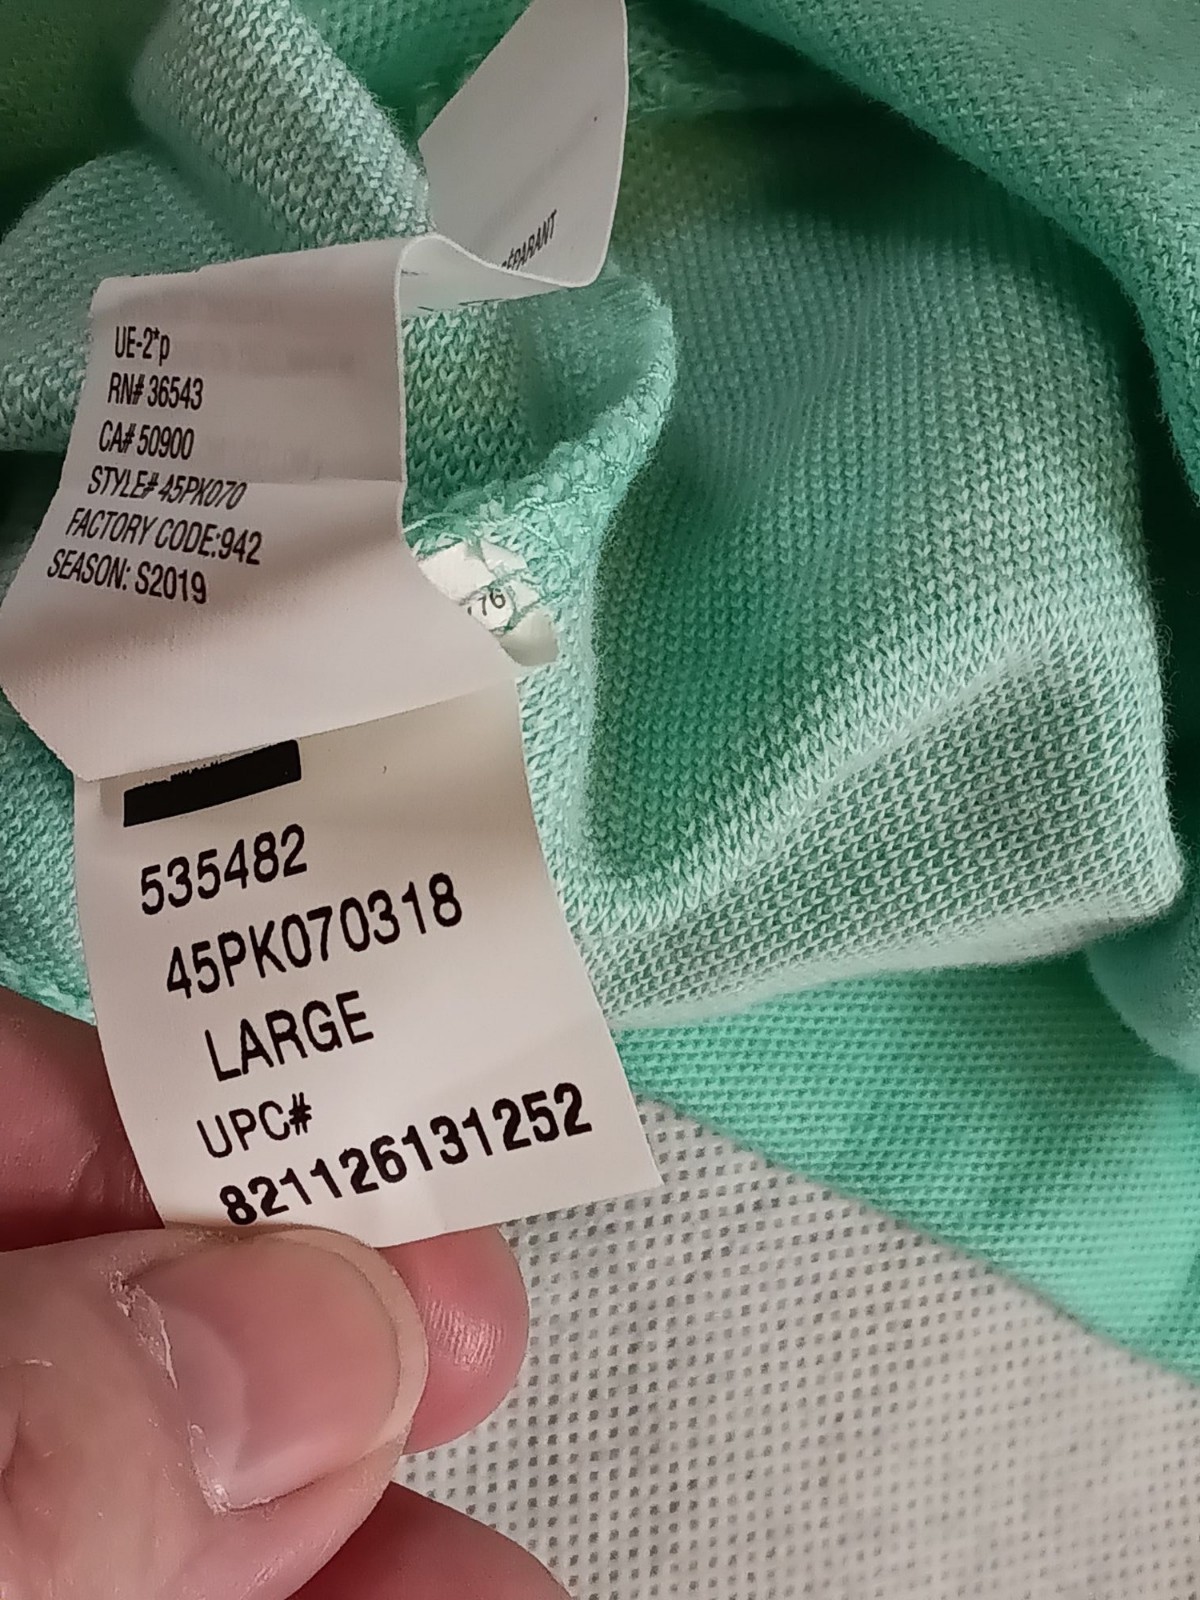 SÉPARANT
UE-2*p
RN# 36543
CA# 50900
STYLE# 45PK070
FACTORY CODE:942
SEASON: S2019
76
535482
45PK070318
LARGE
UPC#
821126131252